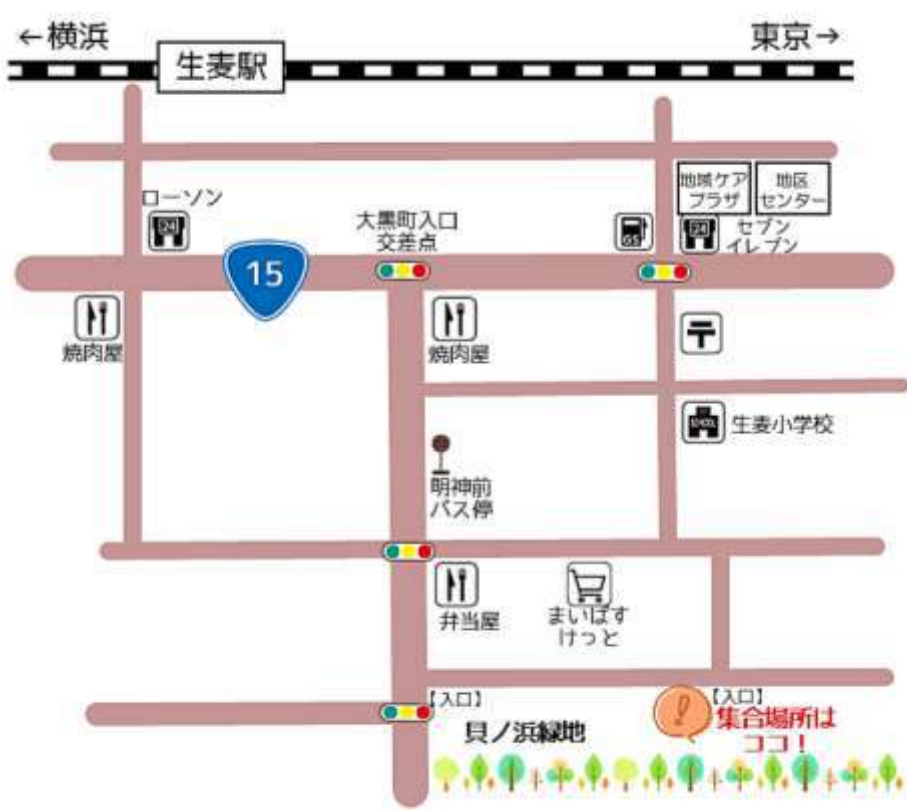 ←横浜
東京→
生麦駅
地域ケア
プラザ
地区
センター
ローソン
24
大黒町入口
交差点
GS
24
セブン
イレブン
15
焼肉屋
焼肉屋
〒
SCHOOL
生麦小学校
明神前
バス停
弁当屋
まいばす
けっと
【入口】
【入口】
貝ノ浜緑地
!
集合場所は
ココ!